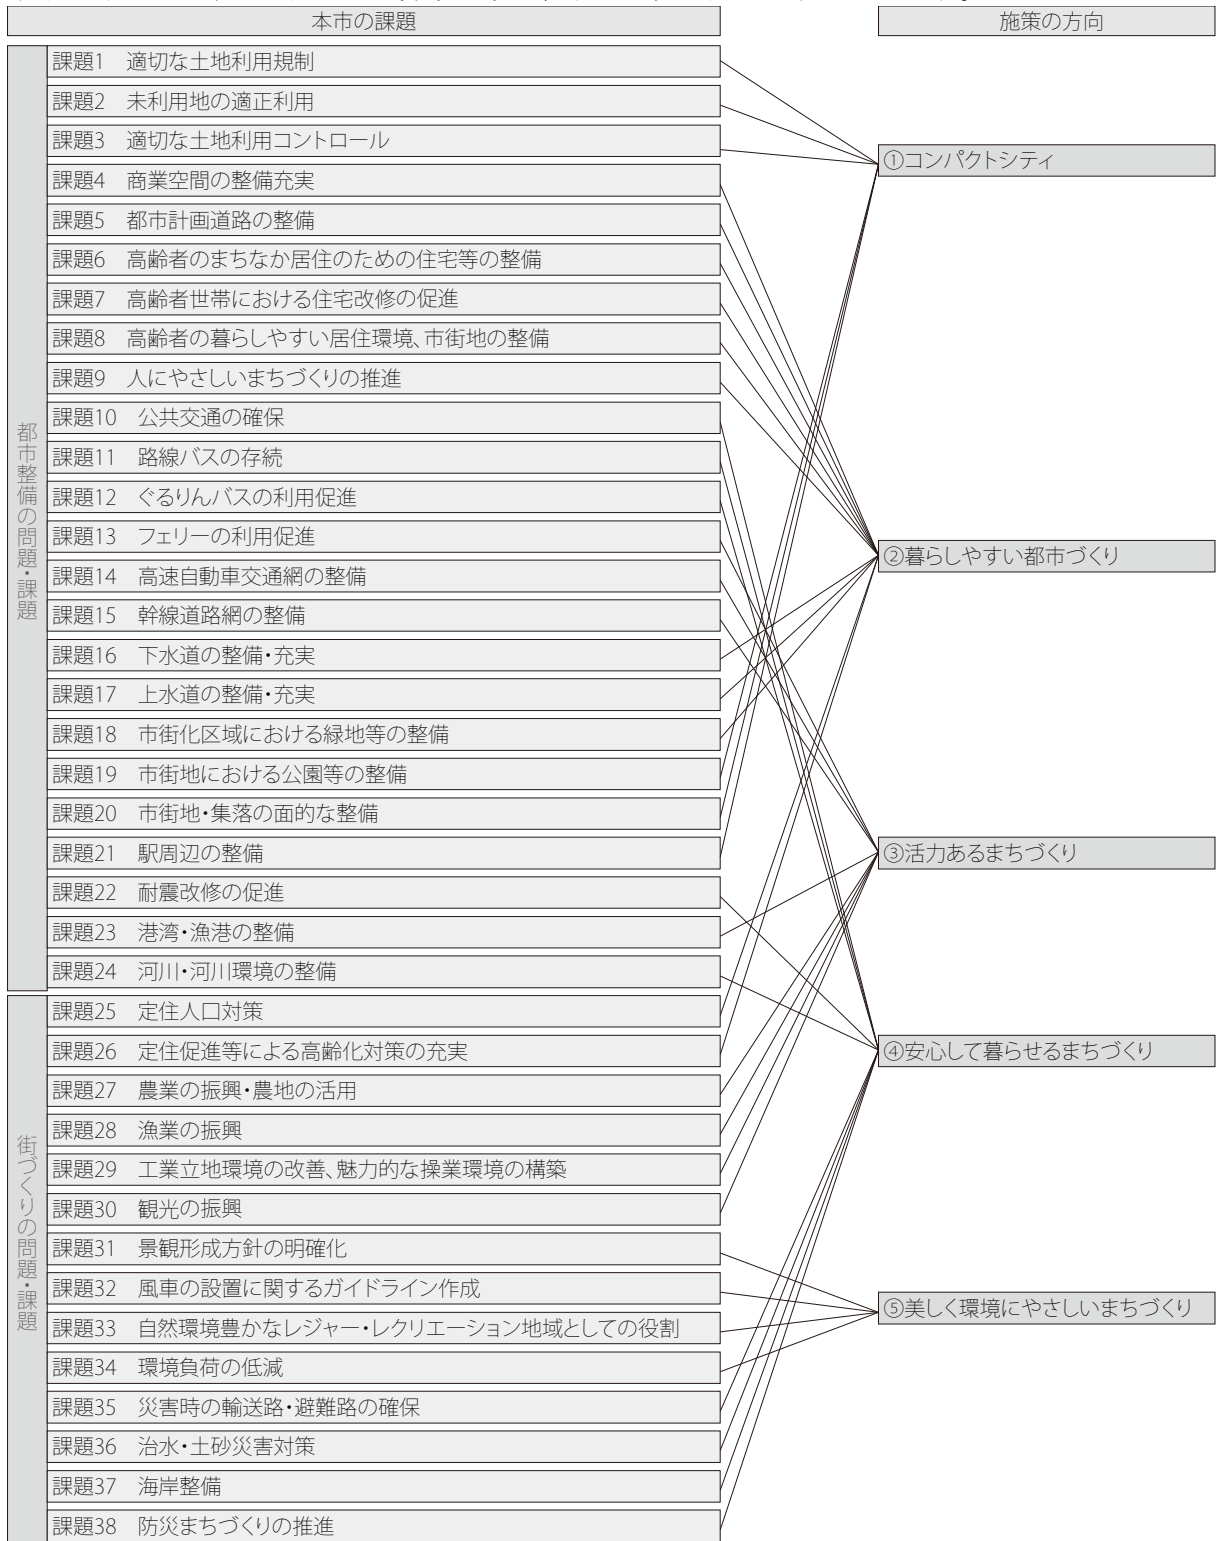 本市の課題
施策の方向
都市整備の問題・課題
課題1　適切な土地利用規制
課題2　未利用地の適正利用
課題3　適切な土地利用コントロール
課題4　商業空間の整備充実
課題5　都市計画道路の整備
課題6　高齢者のまちなか居住のための住宅等の整備
課題7　高齢者世帯における住宅改修の促進
課題8　高齢者の暮らしやすい居住環境、市街地の整備
課題9　人にやさしいまちづくりの推進
課題10　公共交通の確保
課題11　路線バスの存続
課題12　ぐるりんバスの利用促進
課題13　フェリーの利用促進
課題14　高速自動車交通網の整備
課題15　幹線道路網の整備
課題16　下水道の整備・充実
課題17　上水道の整備・充実
課題18　市街化区域における緑地等の整備
課題19　市街地における公園等の整備
課題20　市街地・集落の面的な整備
課題21　駅周辺の整備
課題22　耐震改修の促進
課題23　港湾・漁港の整備
課題24　河川・河川環境の整備
街づくりの問題・課題
課題25　定住人口対策
課題26　定住促進等による高齢化対策の充実
課題27　農業の振興・農地の活用
課題28　漁業の振興
課題29　工業立地環境の改善、魅力的な操業環境の構築
課題30　観光の振興
課題31　景観形成方針の明確化
課題32　風車の設置に関するガイドライン作成
課題33　自然環境豊かなレジャー・レクリエーション地域としての役割
課題34　環境負荷の低減
課題35　災害時の輸送路・避難路の確保
課題36　治水・土砂災害対策
課題37　海岸整備
課題38　防災まちづくりの推進
①コンパクトシティ
②暮らしやすい都市づくり
③活力あるまちづくり
④安心して暮らせるまちづくり
⑤美しく環境にやさしいまちづくり